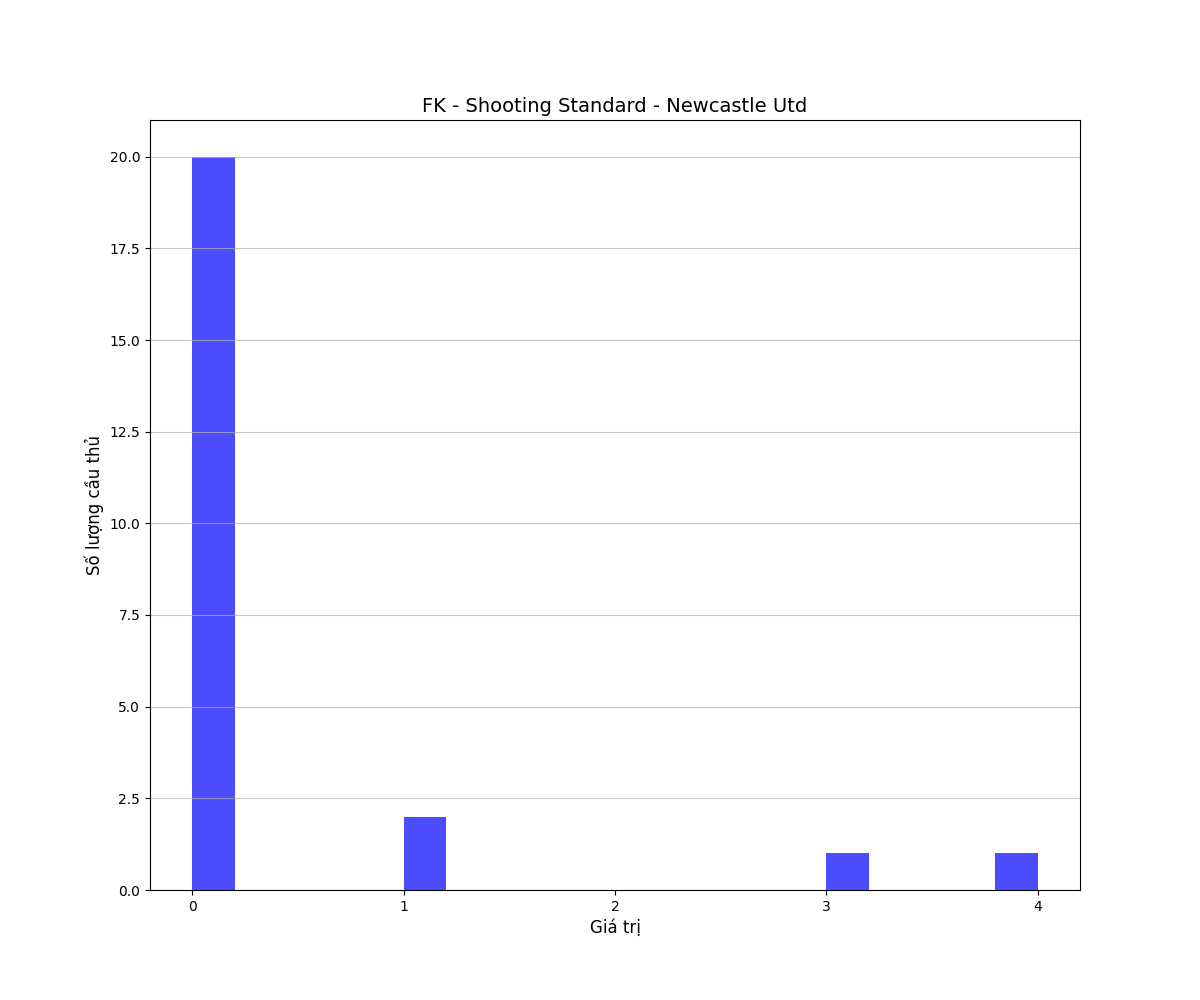 FK - Shooting Standard - Newcastle Utd
20.0
17.5
15.0
12.5
10.0
7.5
5.0
2.5
0.0
Số lượng cầu thủ
0 1 2 3 4
Giá trị